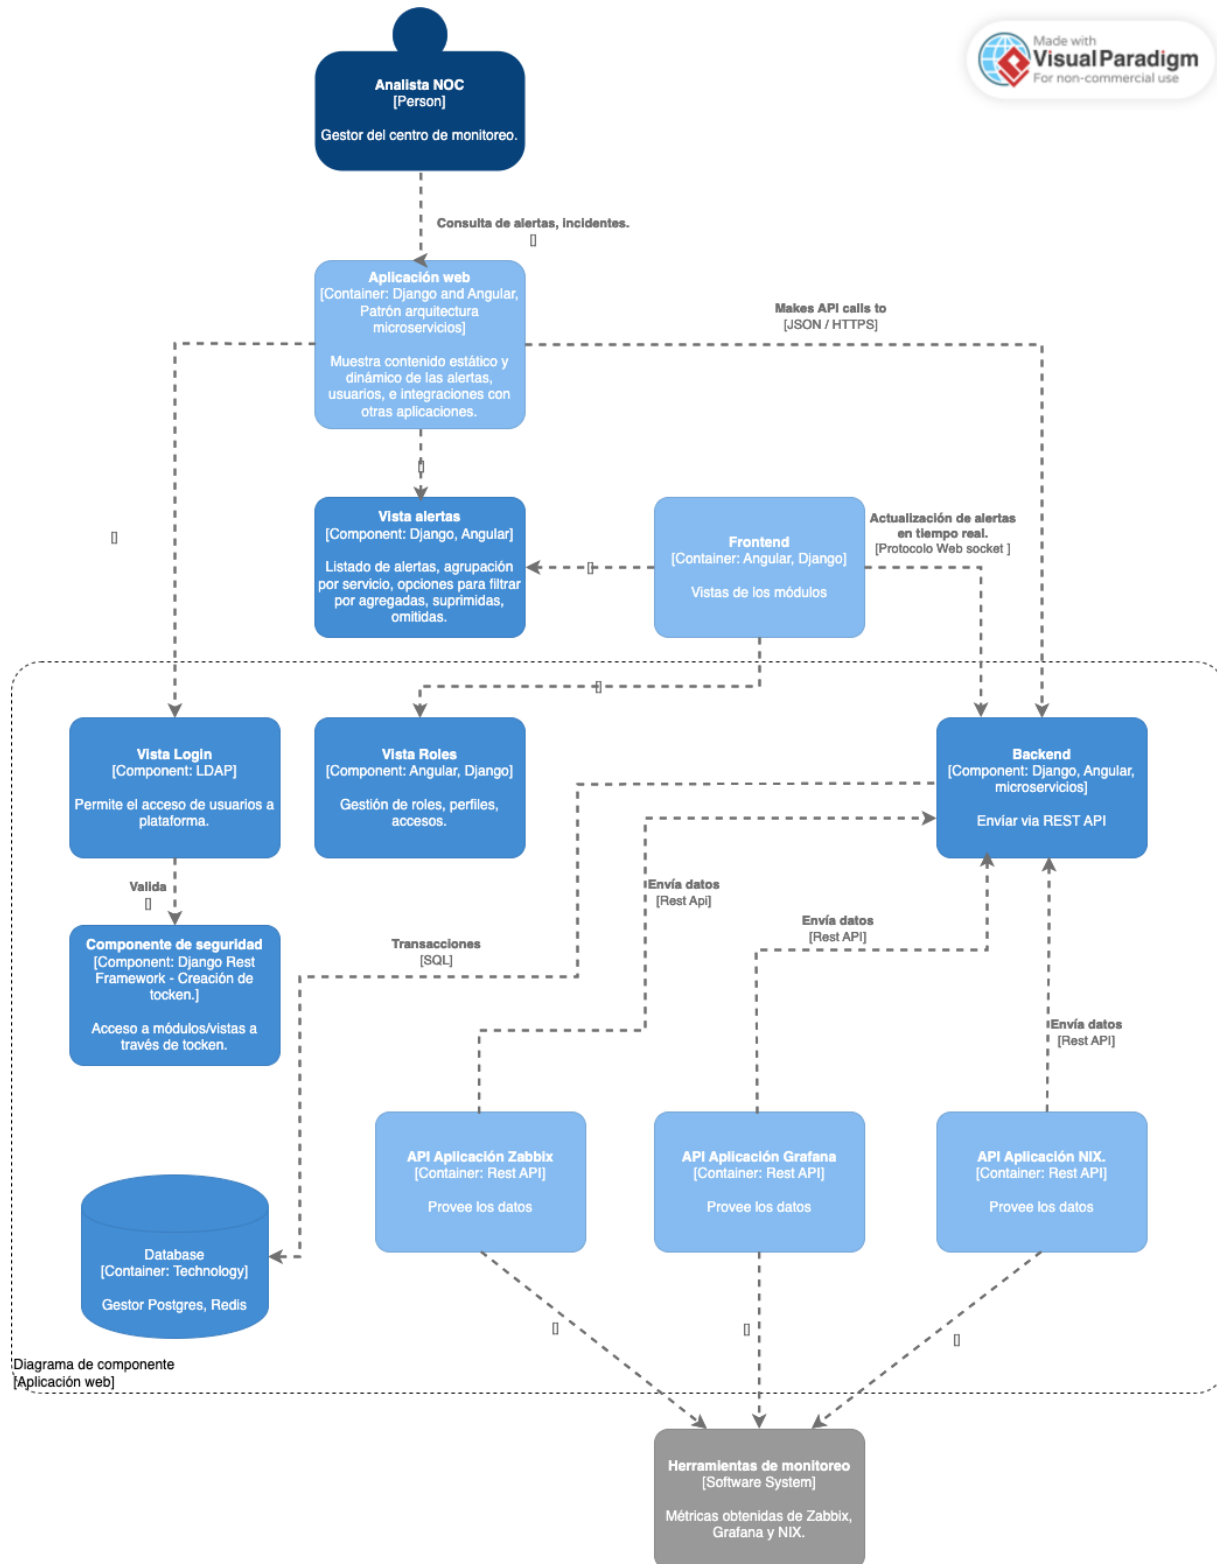 Made with
Visual Paradigm
For non-commercial use
Analista NOC
[Person]
Gestor del centro de monitoreo.
Consulta de alertas, incidentes.
[]
Aplicación web
[Container: Django and Angular,
Patrón arquitectura
microservicios]
Muestra contenido estático y
dinámico de las alertas,
usuarios, e integraciones con
otras aplicaciones.
Makes API calls to
[JSON / HTTPS]
[]
[]
Vista alertas
[Component: Django, Angular]
Listado de alertas, agrupación
por servicio, opciones para filtrar
por agregadas, suprimidas,
omitidas.
[]
Frontend
[Container: Angular, Django]
Vistas de los módulos
Actualización de alertas
en tiempo real.
[Protocolo Web socket ]
[]
Vista Login
[Component: LDAP]
Permite el acceso de usuarios a
plataforma.
Vista Roles
[Component: Angular, Django]
Gestión de roles, perfiles,
accesos.
Backend
[Component: Django, Angular,
microservicios]
Envíar via REST API
Valida
[]
Envía datos
[Rest Api]
Envía datos
[Rest API]
Componente de seguridad
[Component: Django Rest
Framework - Creación de
tocken.]
Acceso a módulos/vistas a
través de tocken.
Transacciones
[SQL]
Envía datos
[Rest API]
API Aplicación Zabbix
[Container: Rest API]
Provee los datos
API Aplicación Grafana
[Container: Rest API]
Provee los datos
API Aplicación NIX.
[Container: Rest API]
Provee los datos
Database
[Container: Technology]
Gestor Postgres, Redis
[]
[]
[]
Diagrama de componente
[Aplicación web]
Herramientas de monitoreo
[Software System]
Métricas obtenidas de Zabbix,
Grafana y NIX.